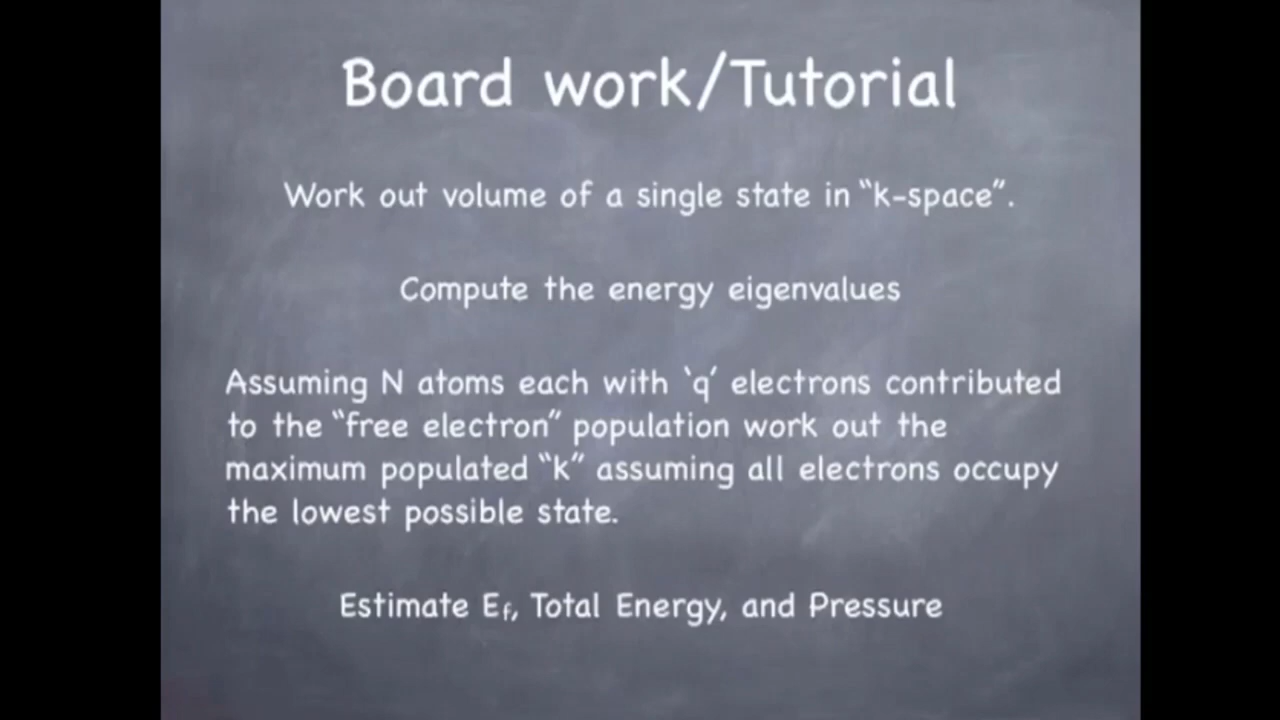 Board work/Tutorial
Work out volume of a single state in “k-space”.
Compute the energy eigenvalues
Assuming N atoms each with ‘q’ electrons contributed
to the “free electron” population work out the
maximum populated “k” assuming all electrons occupy
the lowest possible state.
Estimate Ef, Total Energy, and Pressure